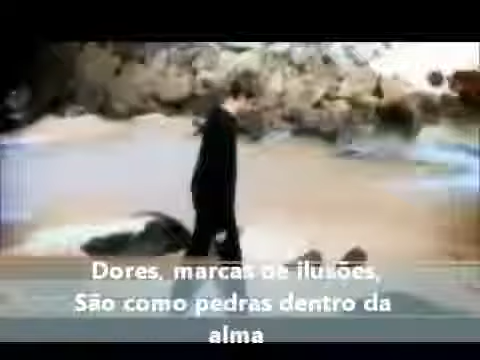 Dores, marcas de ilusões,
São como pedras dentro da
alma